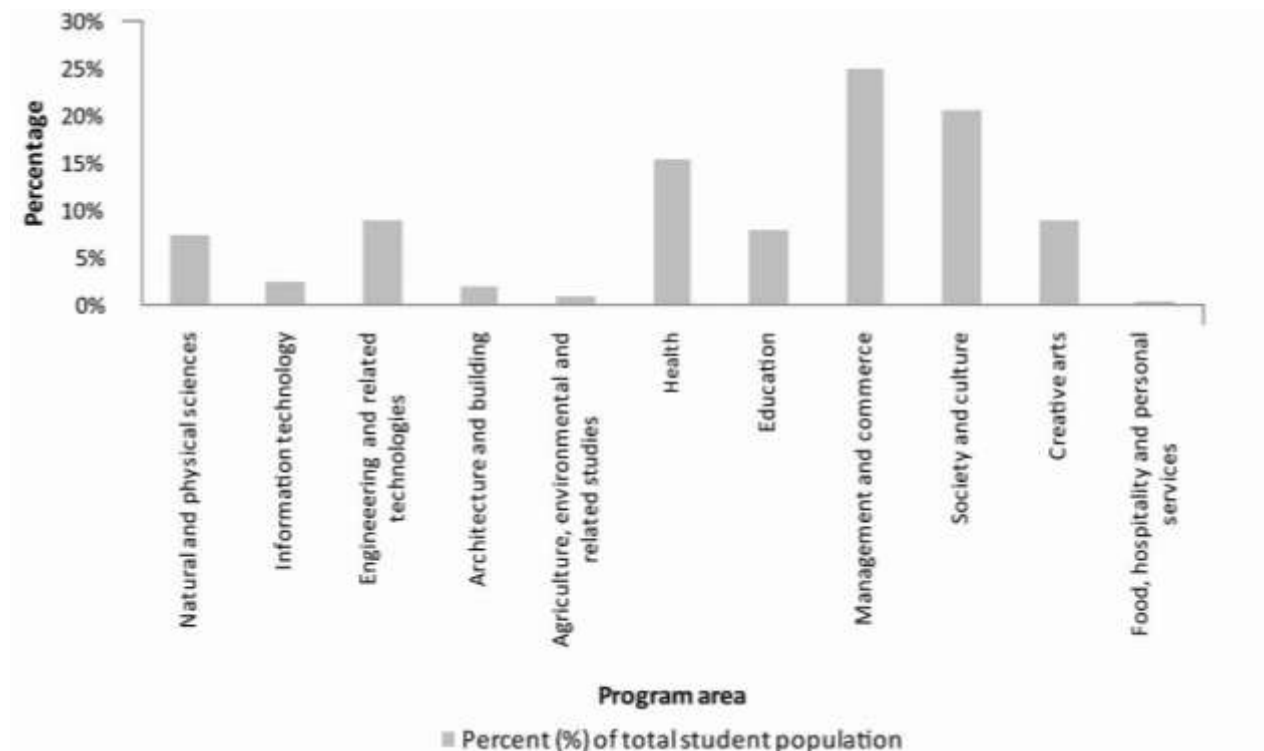 30%
25%
20%
15%
10%
5%
0%
Percentage
Natural and physical sciences
Information technology
Engineeering and related
technologies
Architecture and building
Agriculture, environmental and
related studies
Health
Education
Management and commerce
Society and culture
Creative arts
Food, hospitality and personal
services
Program area
Percent (%) of total student population